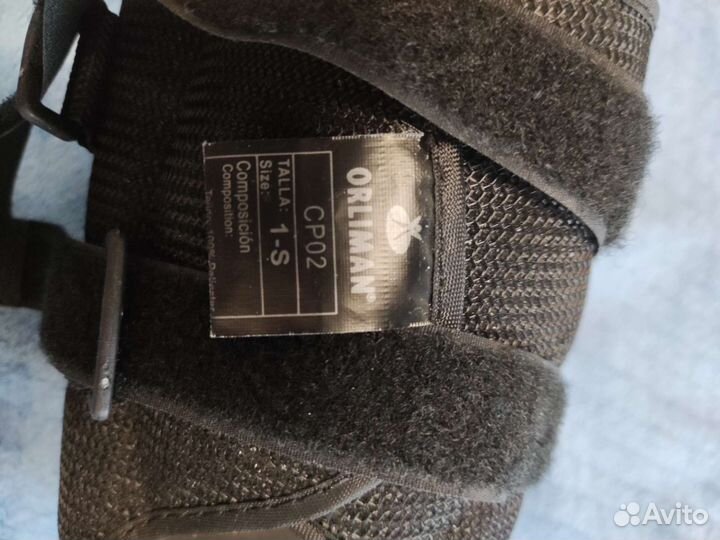 ORLIMAN®
CP02
TALLA: 1-S
Size:
Composición
Composition:
Avito